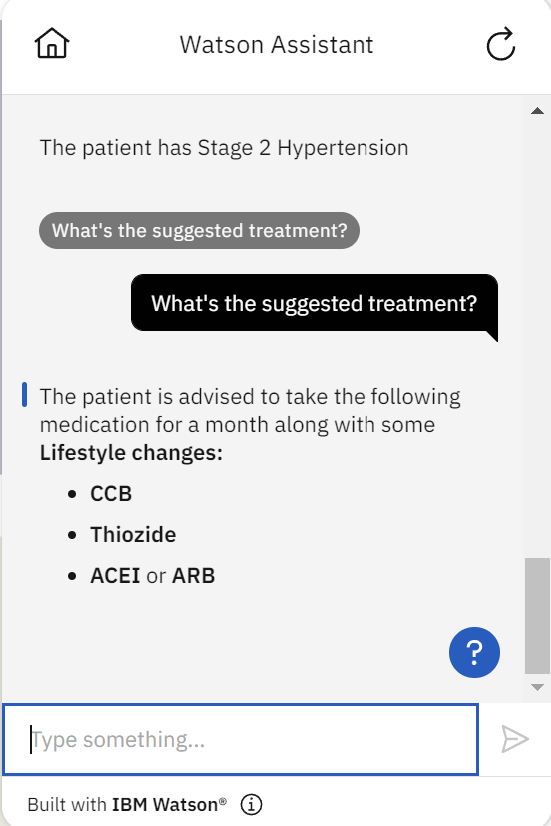 Watson Assistant
The patient has Stage 2 Hypertension
What's the suggested treatment?
What's the suggested treatment?
The patient is advised to take the following
medication for a month along with some
Lifestyle changes:
• CCB
• Thiozide
• ACEI or ARB
?
Type something...
Built with IBM Watson®